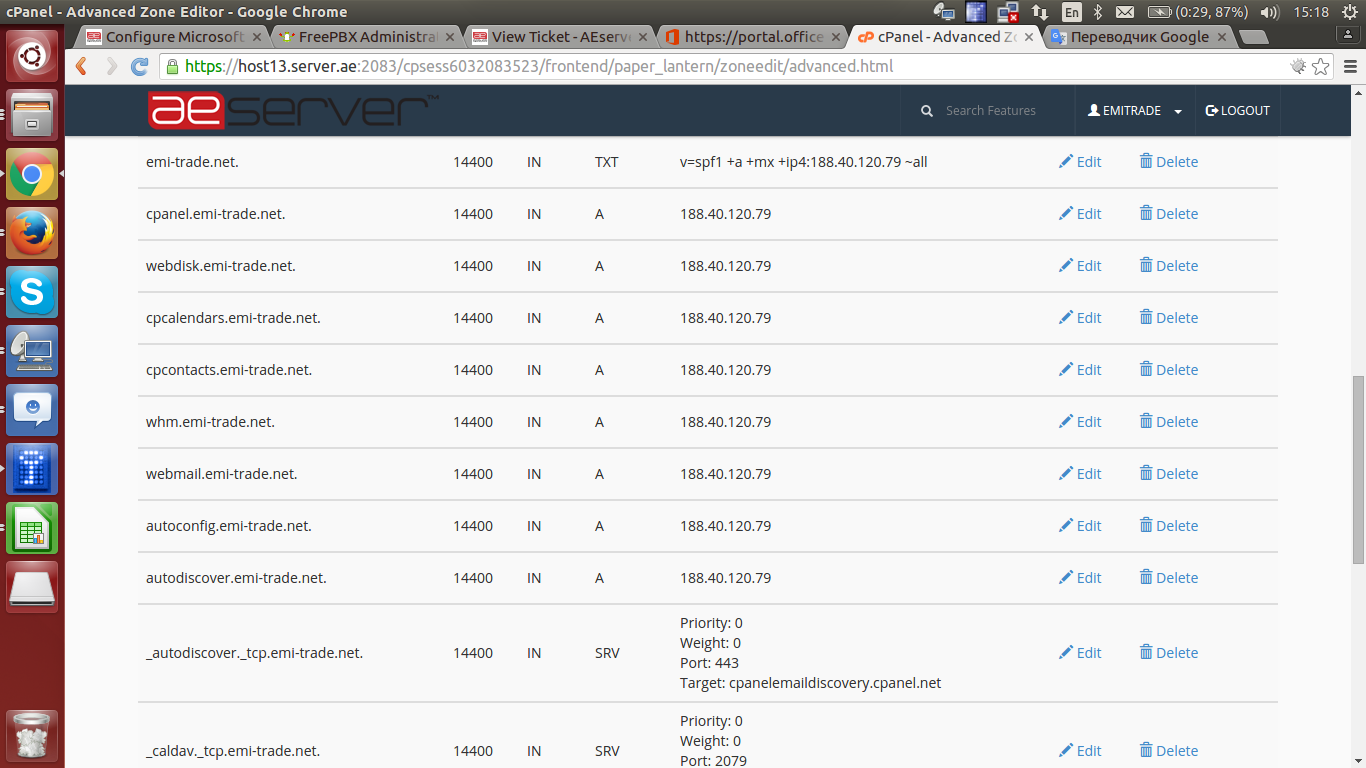 cPanel - Advanced Zone Editor - Google Chrome
En
(0:29, 87%)
15:18
Configure Microsoft
FreePBX Administra
View Ticket - AEserv
https://portal.office
cPanel - Advanced Zo
Переводчик Google
https://host13.server.ae:2083/cpsess6032083523/frontend/paper_lantern/zoneedit/advanced.html
aeserver™
Search Features
EMITRADE
LOGOUT
emi-trade.net. 14400 IN TXT v=spf1 +a +mx +ip4:188.40.120.79 ~all Edit Delete
cpanel.emi-trade.net. 14400 IN A 188.40.120.79 Edit Delete
webdisk.emi-trade.net. 14400 IN A 188.40.120.79 Edit Delete
cpcalendars.emi-trade.net. 14400 IN A 188.40.120.79 Edit Delete
cpcontacts.emi-trade.net. 14400 IN A 188.40.120.79 Edit Delete
whm.emi-trade.net. 14400 IN A 188.40.120.79 Edit Delete
webmail.emi-trade.net. 14400 IN A 188.40.120.79 Edit Delete
autoconfig.emi-trade.net. 14400 IN A 188.40.120.79 Edit Delete
autodiscover.emi-trade.net. 14400 IN A 188.40.120.79 Edit Delete
Priority: 0
Weight: 0
_autodiscover._tcp.emi-trade.net. 14400 IN SRV Edit Delete
Port: 443
Target: cpanelemaildiscovery.cpanel.net
Priority: 0
Weight: 0
_caldav._tcp.emi-trade.net. 14400 IN SRV Edit Delete
Port: 2079